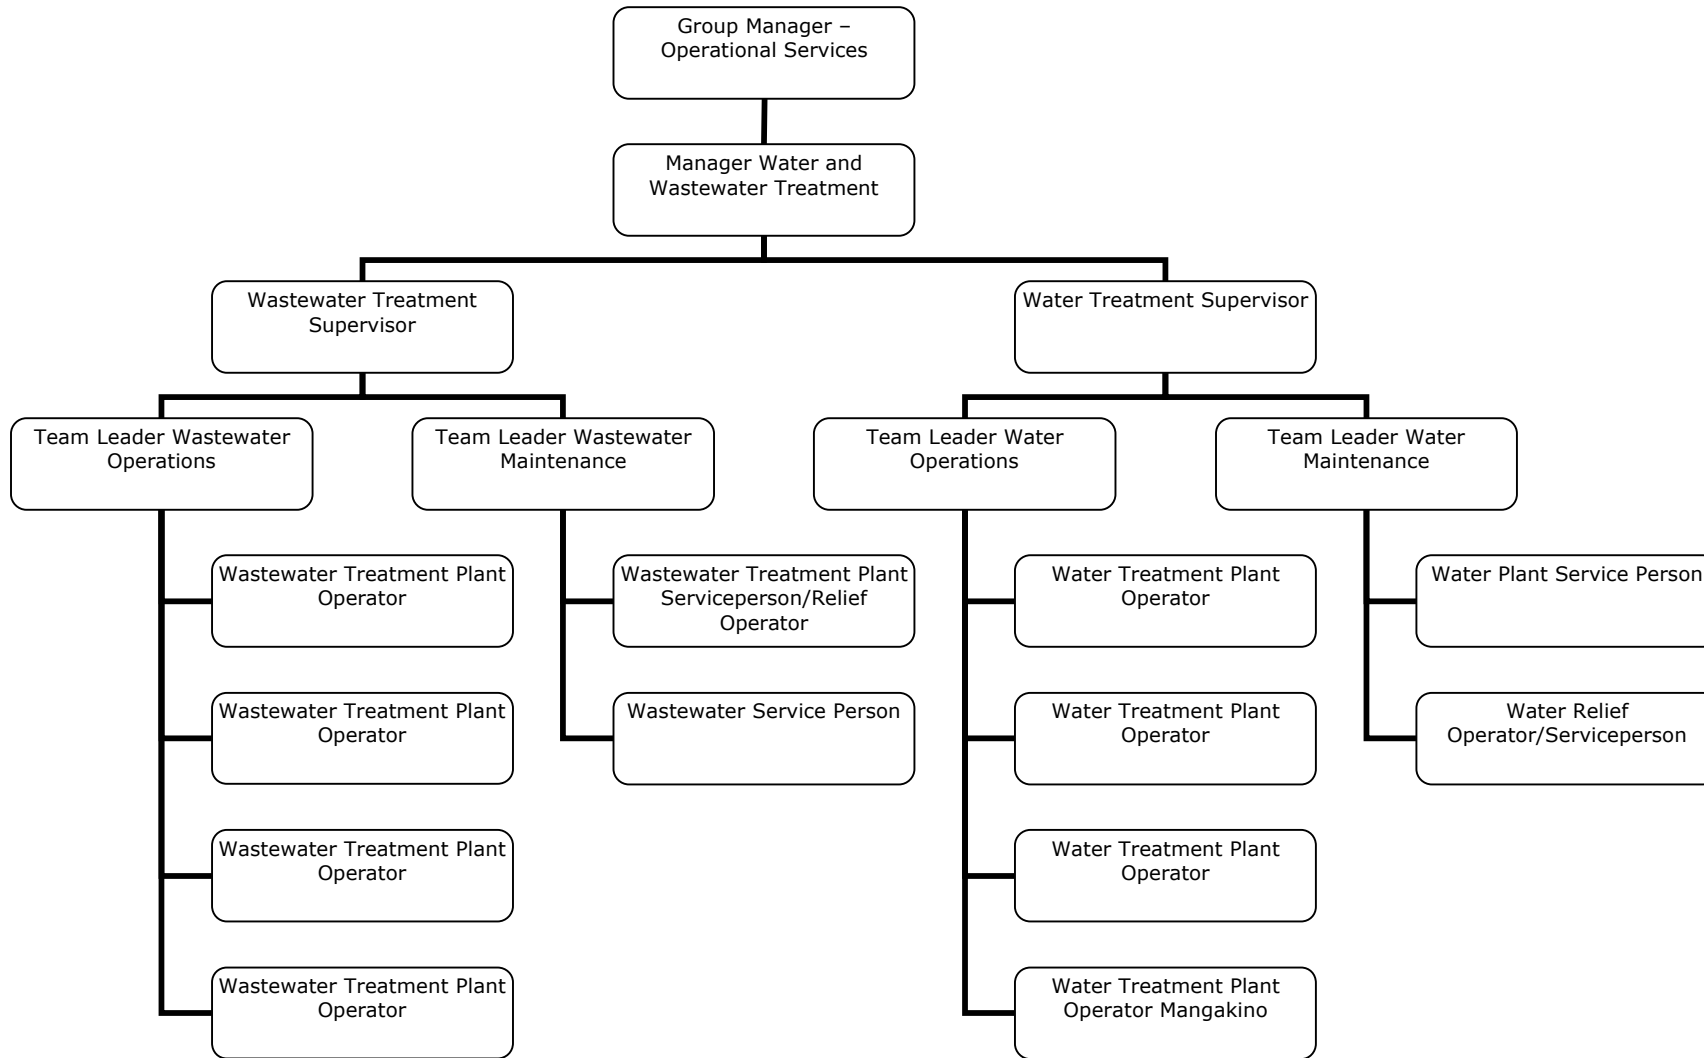 Group Manager –
Operational Services
Manager Water and
Wastewater Treatment
Wastewater Treatment
Supervisor
Water Treatment Supervisor
Team Leader Wastewater
Operations
Team Leader Wastewater
Maintenance
Team Leader Water
Operations
Team Leader Water
Maintenance
Wastewater Treatment Plant
Operator
Wastewater Treatment Plant
Serviceperson/Relief
Operator
Water Treatment Plant
Operator
Water Plant Service Person
Wastewater Treatment Plant
Operator
Wastewater Service Person
Water Treatment Plant
Operator
Water Relief
Operator/Serviceperson
Wastewater Treatment Plant
Operator
Water Treatment Plant
Operator
Wastewater Treatment Plant
Operator
Water Treatment Plant
Operator Mangakino